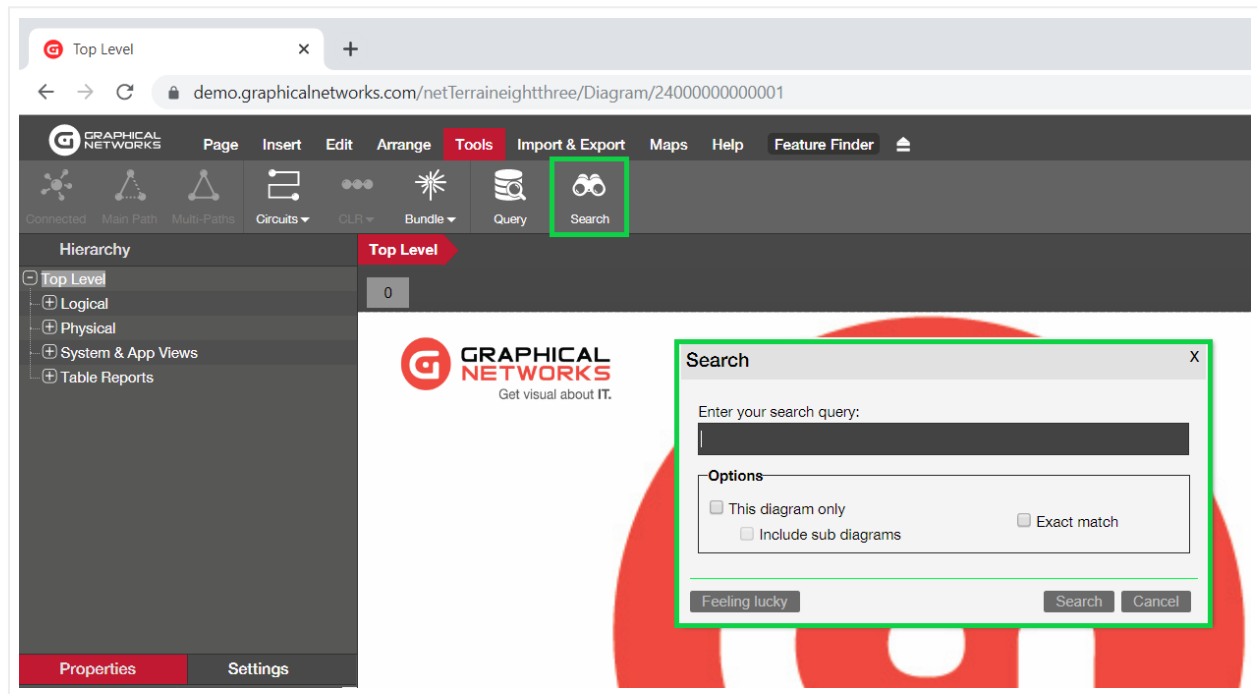 Top Level
demo.graphicalnetworks.com/netTerraineightthree/Diagram/24000000000001
GRAPHICAL
NETWORKS
Page Insert Edit Arrange Tools Import & Export Maps Help Feature Finder
Connected Main Path Multi-Paths Circuits CLR Bundle Query Search
Hierarchy
Top Level
Top Level
Logical
Physical
System & App Views
Table Reports
0
GRAPHICAL
NETWORKS
Get visual about IT.
Search X
Enter your search query:
Options
This diagram only
Include sub diagrams
Exact match
Feeling lucky Search Cancel
Properties Settings